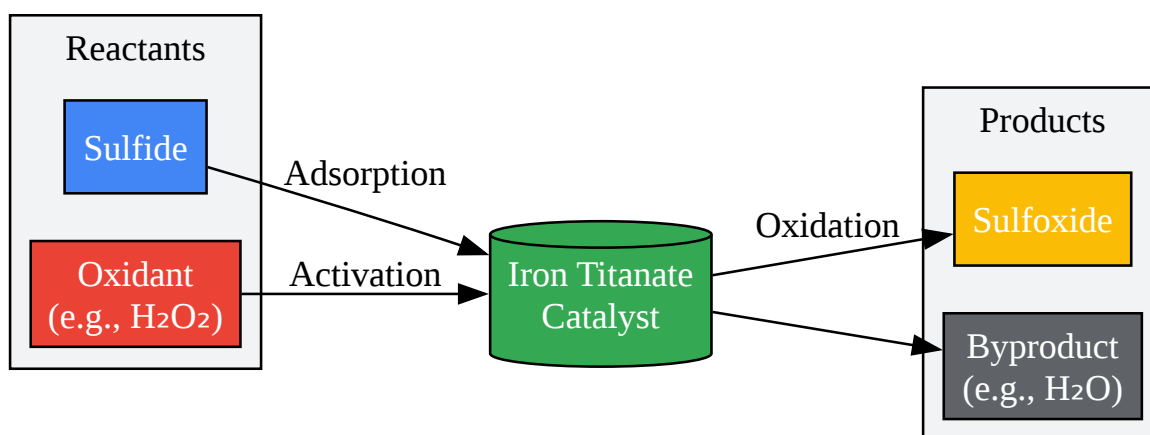 Reactants
Sulfide
Oxidant
(e.g., H₂O₂)
Adsorption
Activation
Iron Titanate
Catalyst
Oxidation
Products
Sulfoxide
Byproduct
(e.g., H₂O)